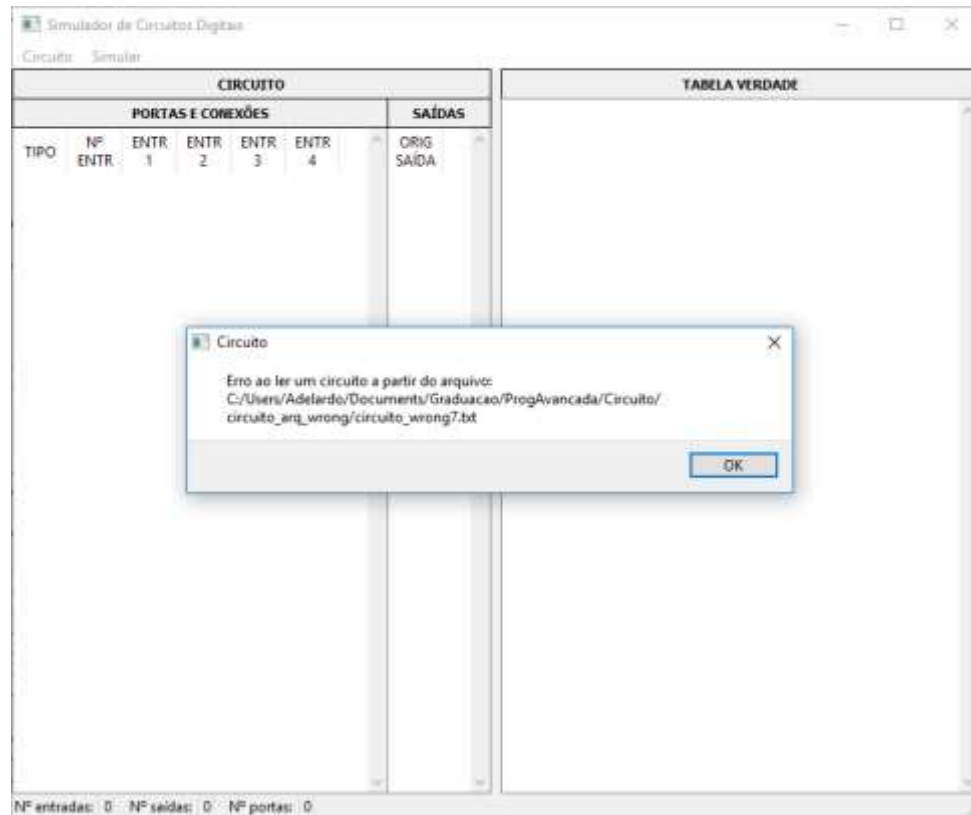 Simulador de Circuitos Digitais
Circuito Simular
CIRCUITO
TABELA VERDADE
PORTAS E CONEXÕES
SAÍDAS
TIPO
Nº ENTR
ENTR 1
ENTR 2
ENTR 3
ENTR 4
ORIG SAÍDA
Circuito
Erro ao ler um circuito a partir do arquivo:
C:/Users/Adelardo/Documents/Graduacao/ProgAvancada/Circuito/
circuito_arq_wrong/circuito_wrong7.txt
OK
Nº entradas: 0 Nº saídas: 0 Nº portas: 0